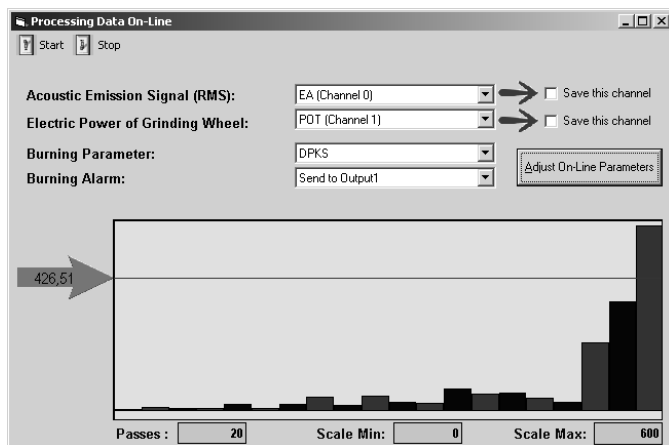 Processing Data On-Line
Start Stop
Acoustic Emission Signal (RMS): EA (Channel 0) Save this channel
Electric Power of Grinding Wheel: POT (Channel 1) Save this channel
Burning Parameter: DPKS
Burning Alarm: Send to Output1
Adjust On-Line Parameters
426,51
Passes : 20 Scale Min: 0 Scale Max: 600